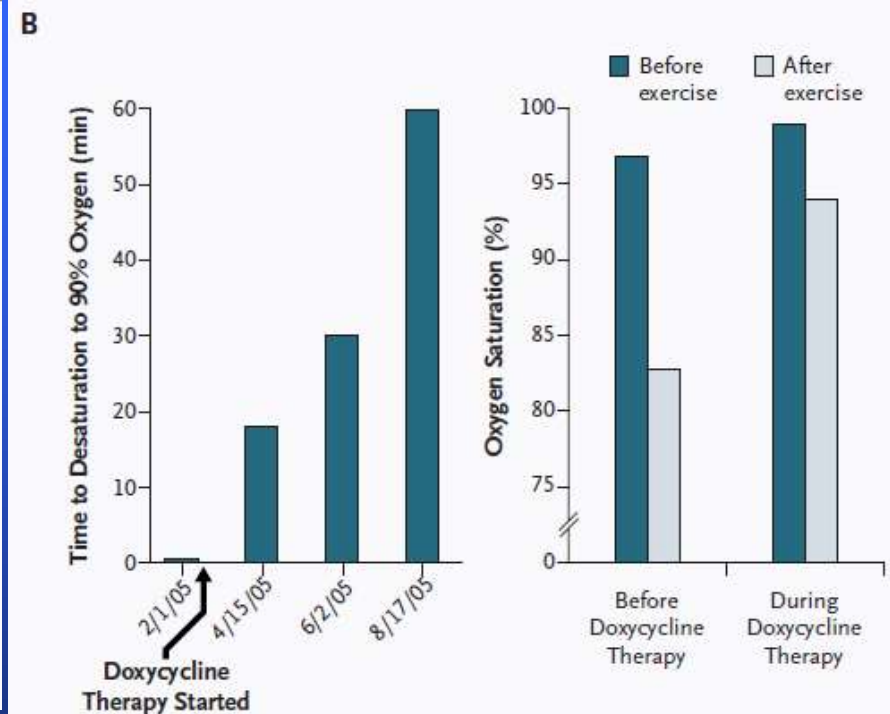 B
Time to Desaturation to 90% Oxygen (min)
60
50
40
30
20
10
0
2/1/05
4/15/05
6/2/05
8/17/05
Doxycycline
Therapy Started
Before
exercise
After
exercise
Oxygen Saturation (%)
100
95
90
85
80
75
0
Before
Doxycycline
Therapy
During
Doxycycline
Therapy